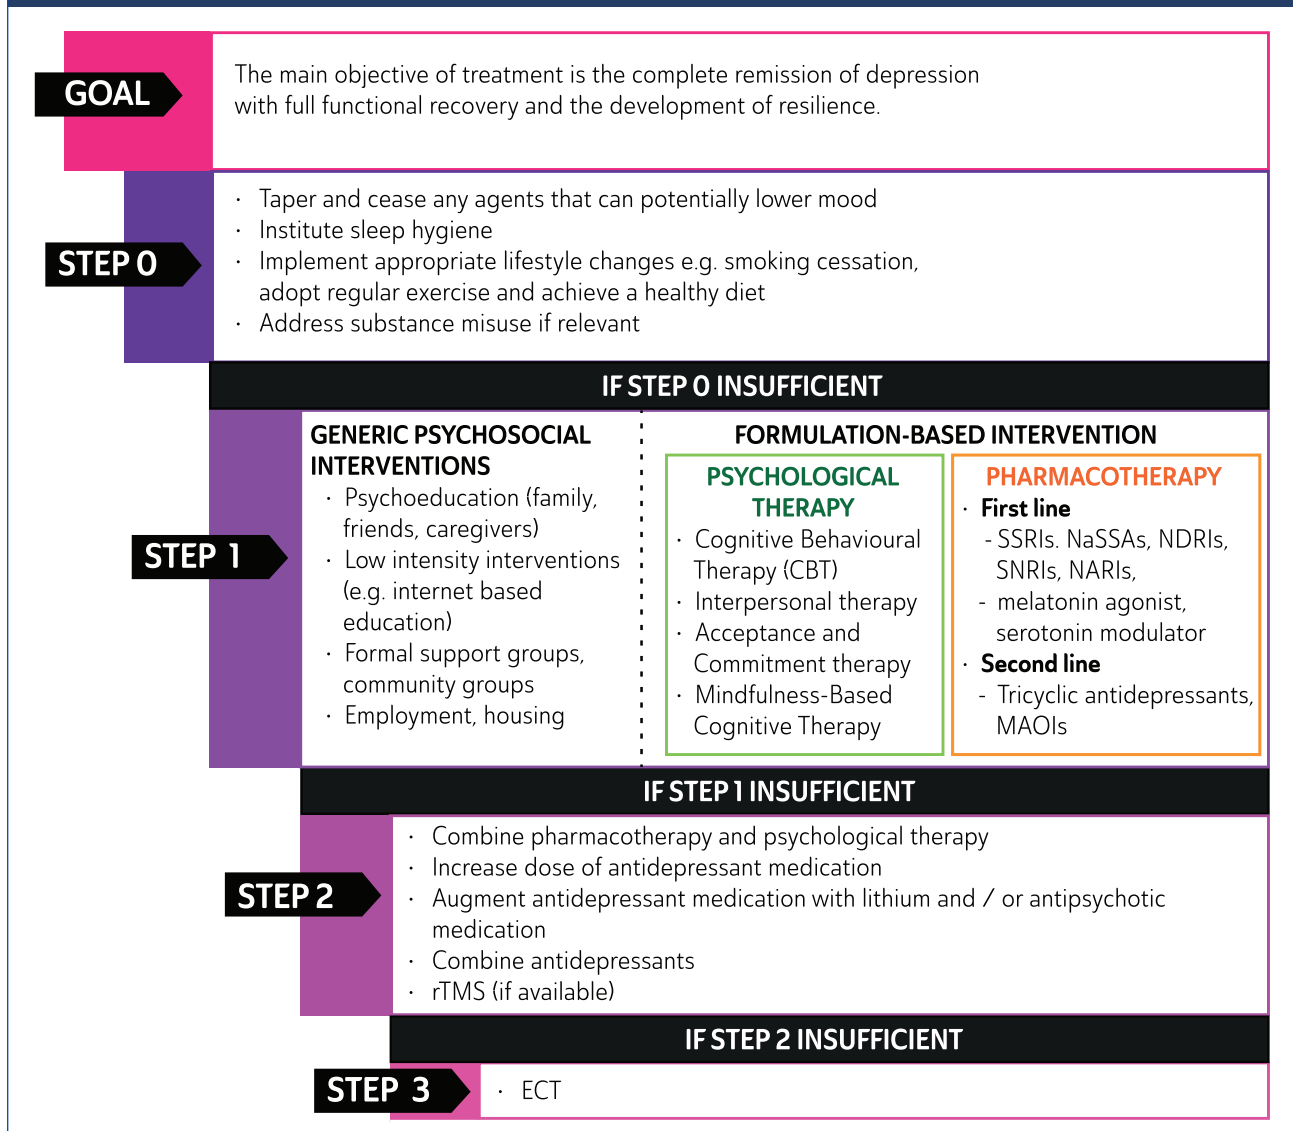 GOAL
The main objective of treatment is the complete remission of depression
with full functional recovery and the development of resilience.
STEP 0
· Taper and cease any agents that can potentially lower mood
· Institute sleep hygiene
· Implement appropriate lifestyle changes e.g. smoking cessation,
adopt regular exercise and achieve a healthy diet
· Address substance misuse if relevant
IF STEP 0 INSUFFICIENT
STEP 1
GENERIC PSYCHOSOCIAL
INTERVENTIONS
· Psychoeducation (family,
friends, caregivers)
· Low intensity interventions
(e.g. internet based
education)
· Formal support groups,
community groups
· Employment, housing
FORMULATION-BASED INTERVENTION
PSYCHOLOGICAL
THERAPY
· Cognitive Behavioural
Therapy (CBT)
· Interpersonal therapy
· Acceptance and
Commitment therapy
· Mindfulness-Based
Cognitive Therapy
PHARMACOTHERAPY
· First line
- SSRIs. NaSSAs, NDRIs,
SNRIs, NARIs,
- melatonin agonist,
serotonin modulator
· Second line
- Tricyclic antidepressants,
MAOIs
IF STEP 1 INSUFFICIENT
STEP 2
· Combine pharmacotherapy and psychological therapy
· Increase dose of antidepressant medication
· Augment antidepressant medication with lithium and / or antipsychotic
medication
· Combine antidepressants
· rTMS (if available)
IF STEP 2 INSUFFICIENT
STEP 3
· ECT